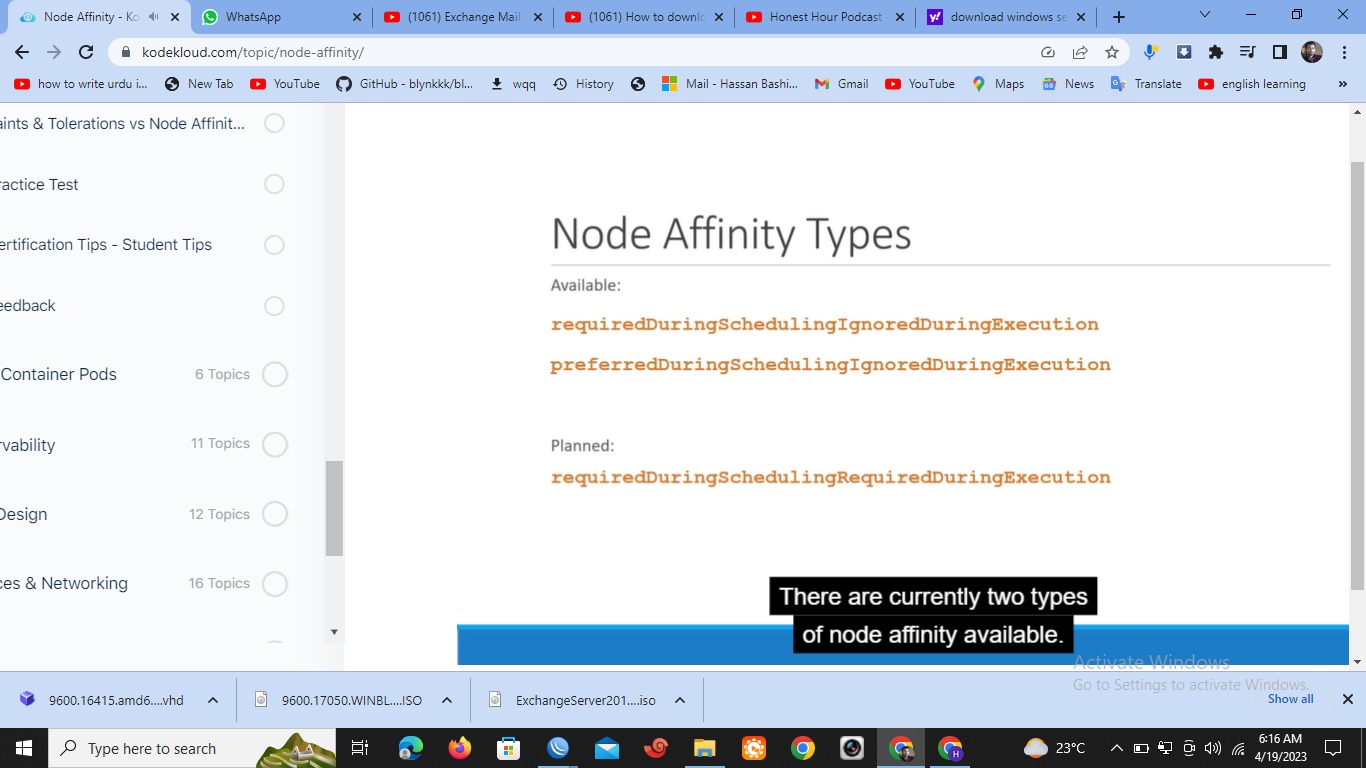 Node Affinity - Ko
WhatsApp
(1061) Exchange Mail
(1061) How to downlo
Honest Hour Podcast
download windows se
kodekloud.com/topic/node-affinity/
how to write urdu i...
New Tab
YouTube
GitHub - blynkkk/bl...
wqq
History
Mail - Hassan Bashi...
Gmail
YouTube
Maps
News
Translate
english learning
»
aints & Tolerations vs Node Affinit...
ractice Test
ertification Tips - Student Tips
eedback
Container Pods
6 Topics
rvability
11 Topics
Design
12 Topics
ces & Networking
16 Topics
Node Affinity Types
Available:
requiredDuringSchedulingIgnoredDuringExecution
preferredDuringSchedulingIgnoredDuringExecution
Planned:
requiredDuringSchedulingRequiredDuringExecution
There are currently two types
of node affinity available.
Activate Windows
Go to Settings to activate Windows.
9600.16415.amd6....vhd
9600.17050.WINBL....ISO
ExchangeServer201....iso
Show all
Type here to search
23°C
6:16 AM
4/19/2023